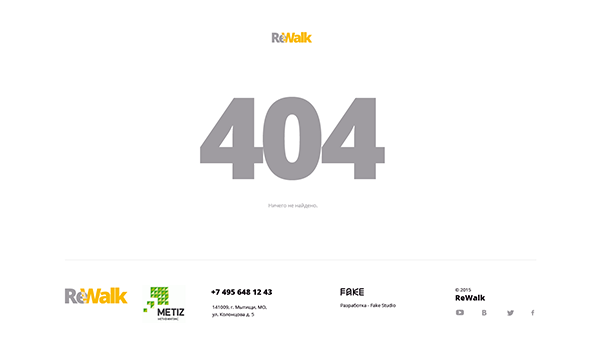 ReWalk
404
Ничего не найдено.
ReWalk
METIZ
+7 495 648 12 43
141009, г. Мытищи, МО,
ул. Колонцова д. 5
FAKE
Разработка - Fake Studio
© 2015
ReWalk